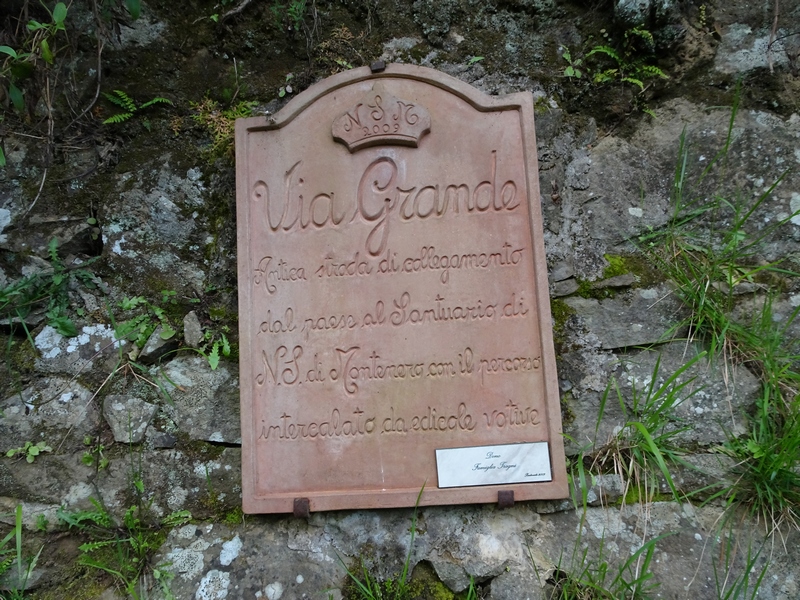 N S M
2009
Via Grande
Antica strada di collegamento
dal paese al Santuario di
N.S. di Montenero con il percorso
intercalato da edicole votive
Dono
Famiglia